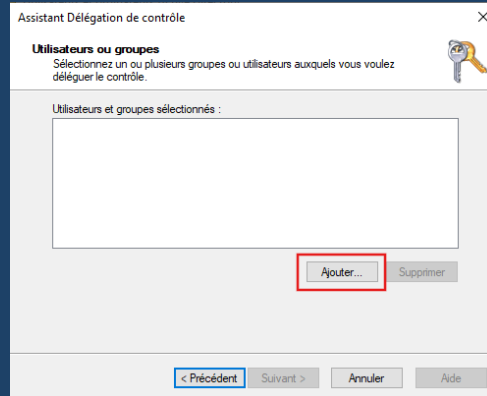 Assistant Délégation de contrôle
Utilisateurs ou groupes
Sélectionnez un ou plusieurs groupes ou utilisateurs auxquels vous voulez
déléguer le contrôle.
Utilisateurs et groupes sélectionnés :
Ajouter...
Supprimer
< Précédent
Suivant >
Annuler
Aide